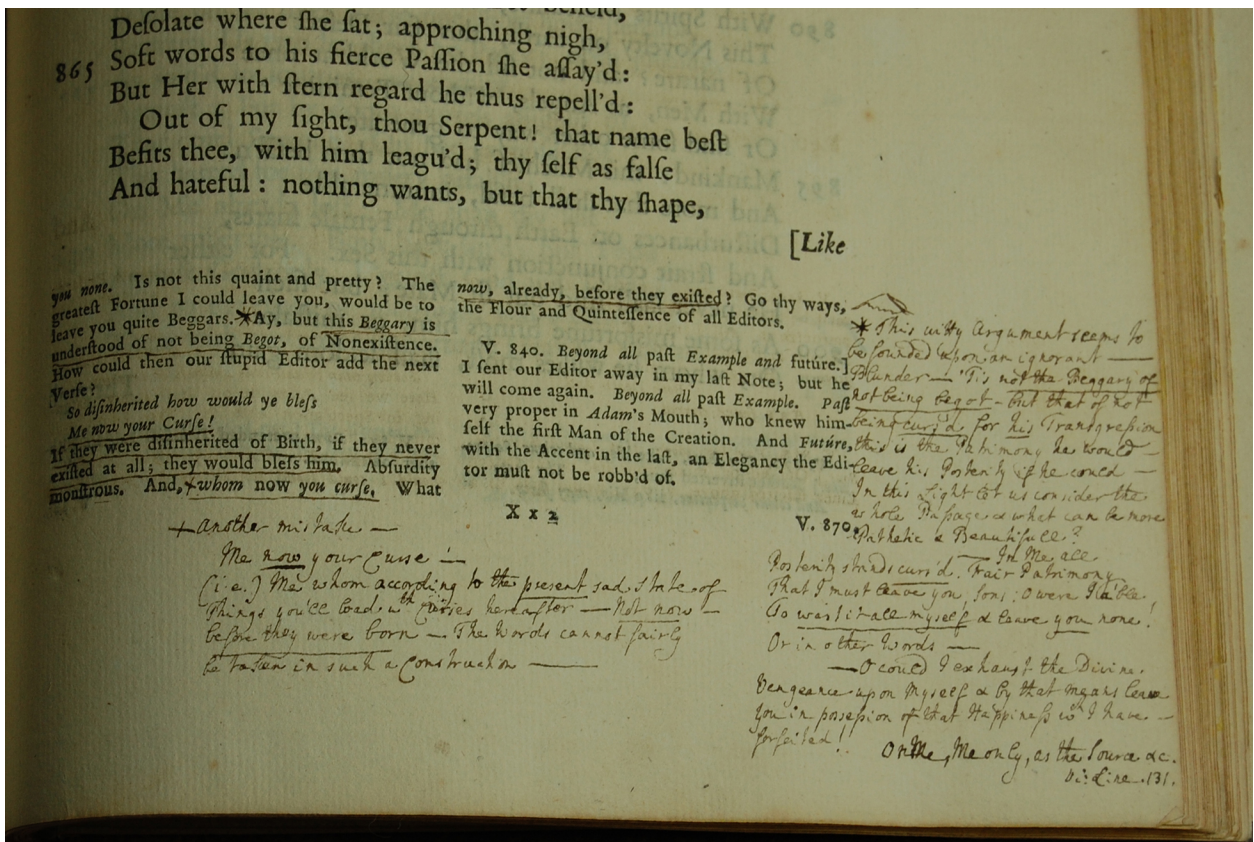 Desolate where she sat; approching nigh,
865 Soft words to his fierce Passion she assay'd:
But Her with stern regard he thus repell'd:
Out of my sight, thou Serpent! that name best
Befits thee, with him leagu'd; thy self as false
And hateful: nothing wants, but that thy shape,
[Like
you none. Is not this quaint and pretty? The
greatest Fortune I could leave you, would be to
leave you quite Beggars.* Ay, but this Beggary is
understood of not being Begot, of Nonexistence.
How could then our stupid Editor add the next
Verse?
So disinherited how would ye bless
Me now your Curse!
If they were disinherited of Birth, if they never
existed at all; they would bless him. Absurdity
monstrous. And, + whom now you curse. What
now, already, before they existed? Go thy ways,
the Flour and Quintessence of all Editors.
V. 840. Beyond all past Example and futúre.]
I sent our Editor away in my last Note; but he
will come again. Beyond all past Example. Past
very proper in Adam's Mouth; who knew him-
self the first Man of the Creation. And Futúre,
with the Accent in the last, an Elegancy the Edi-
tor must not be robb'd of.
X x 2
V. 870.
* This witty Argument seems to
be founded upon an ignorant —
Blunder — 'Tis not the Beggary of
not being begot – but that of not
being curs'd for his Transgression
this is the Patrimony he would —
leave his Posterity if he could —
In this Light let us consider the
whole Passage & what can be more
Pathetic & Beautifull?
— In Me all
Posterity stands curs'd. Fair Patrimony
That I must leave you, Sons; O were I able
To wast it all myself & leave you none!
Or in other Words —
— O could I exhaust the Divine
Vengeance upon Myself & by that means leave
you in possession of that Happiness wch I have —
forfeited!
On Me, Me only, as the Source &c.
Vi: Line. 131.
+ Another mistake —
Me now your Curse! —
(i.e.) Me whom according to the present sad state of
Things you'll load wth Curses hereafter — Not now —
before they were born — The Words cannot fairly
be taken in such a Construction —